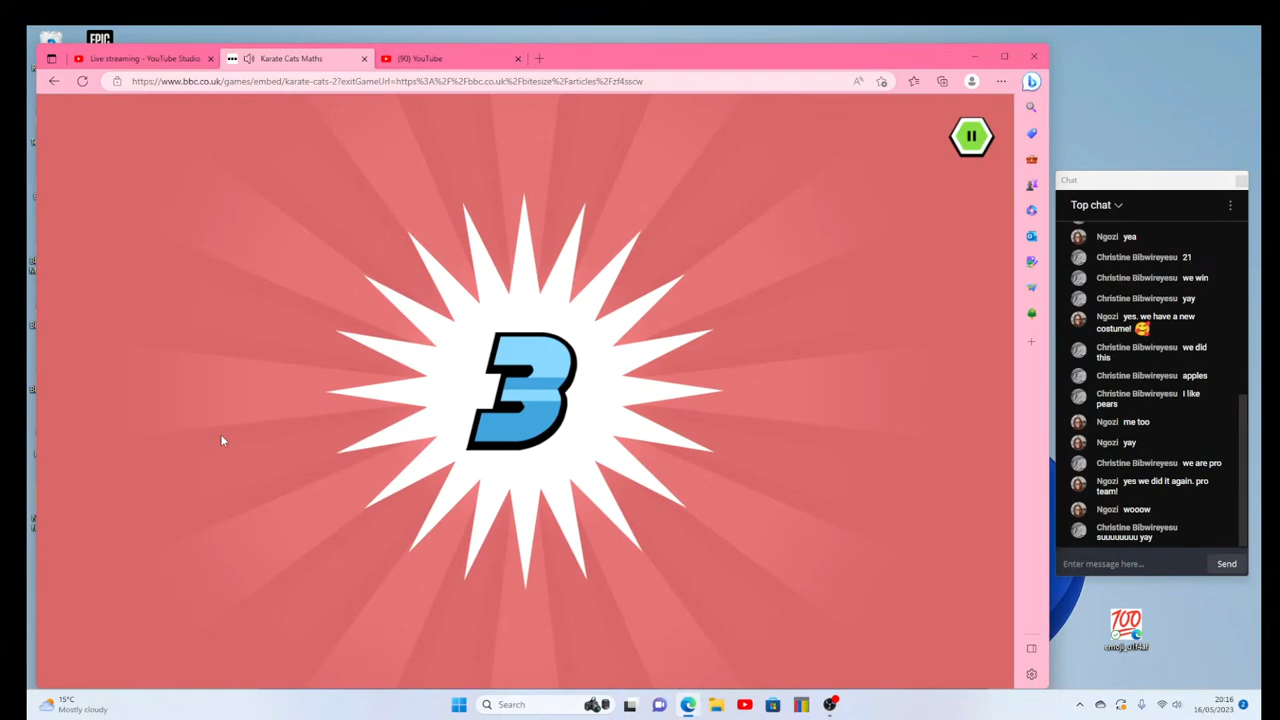 EPIC
Live streaming - YouTube Studio
Karate Cats Maths
(90) YouTube
https://www.bbc.co.uk/games/embed/karate-cats-2?exitGameUrl=https%3A%2F%2Fbbc.co.uk%2Fbitesize%2Farticles%2Fzf4sscw
3
Chat
Top chat
Ngozi yea
Christine Bibwireyesu 21
Christine Bibwireyesu we win
Christine Bibwireyesu yay
Ngozi yes. we have a new
costume! 🥰
Christine Bibwireyesu we did
this
Christine Bibwireyesu apples
Christine Bibwireyesu I like
pears
Ngozi me too
Ngozi yay
Christine Bibwireyesu we are pro
Ngozi yes we did it again. pro
team!
Ngozi wooow
Christine Bibwireyesu
suuuuuuuu yay
Enter message here...
Send
100
emoji_u1f4af
15°C
Mostly cloudy
Search
20:16
16/05/2023
2